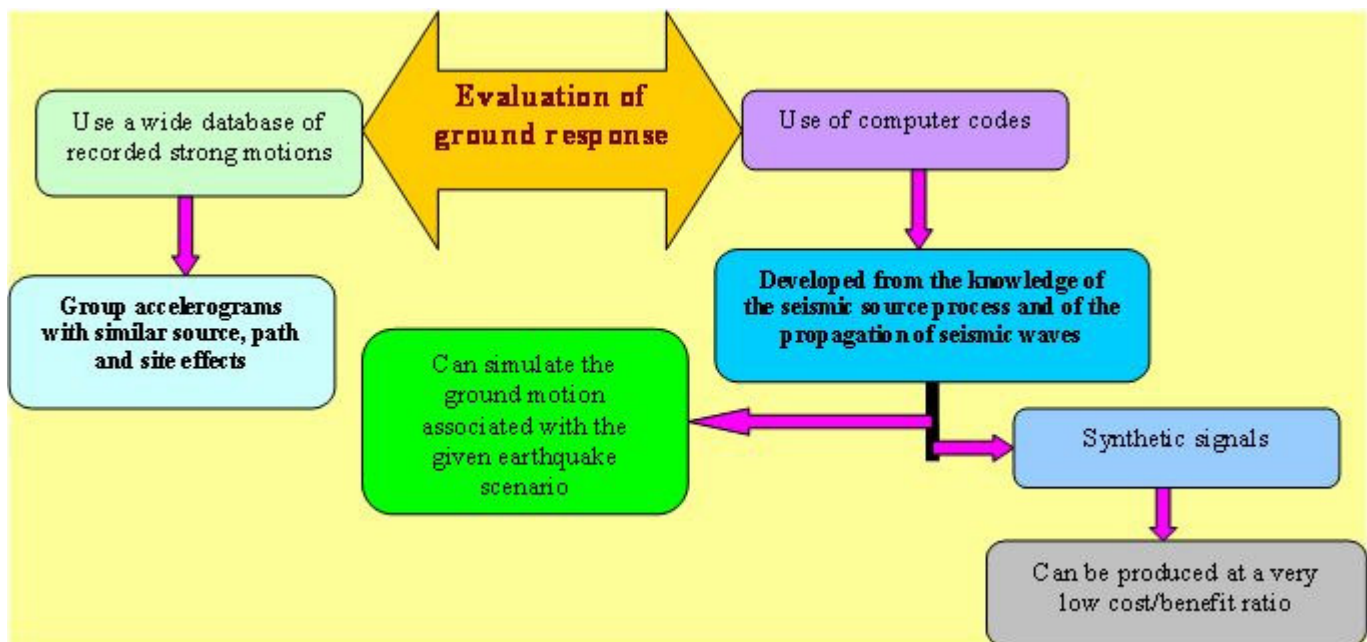 Evaluation of
ground response
Use a wide database of
recorded strong motions
Group accelerograms
with similar source, path
and site effects
Use of computer codes
Developed from the knowledge of
the seismic source process and of the
propagation of seismic waves
Can simulate the
ground motion
associated with the
given earthquake
scenario
Synthetic signals
Can be produced at a very
low cost/benefit ratio